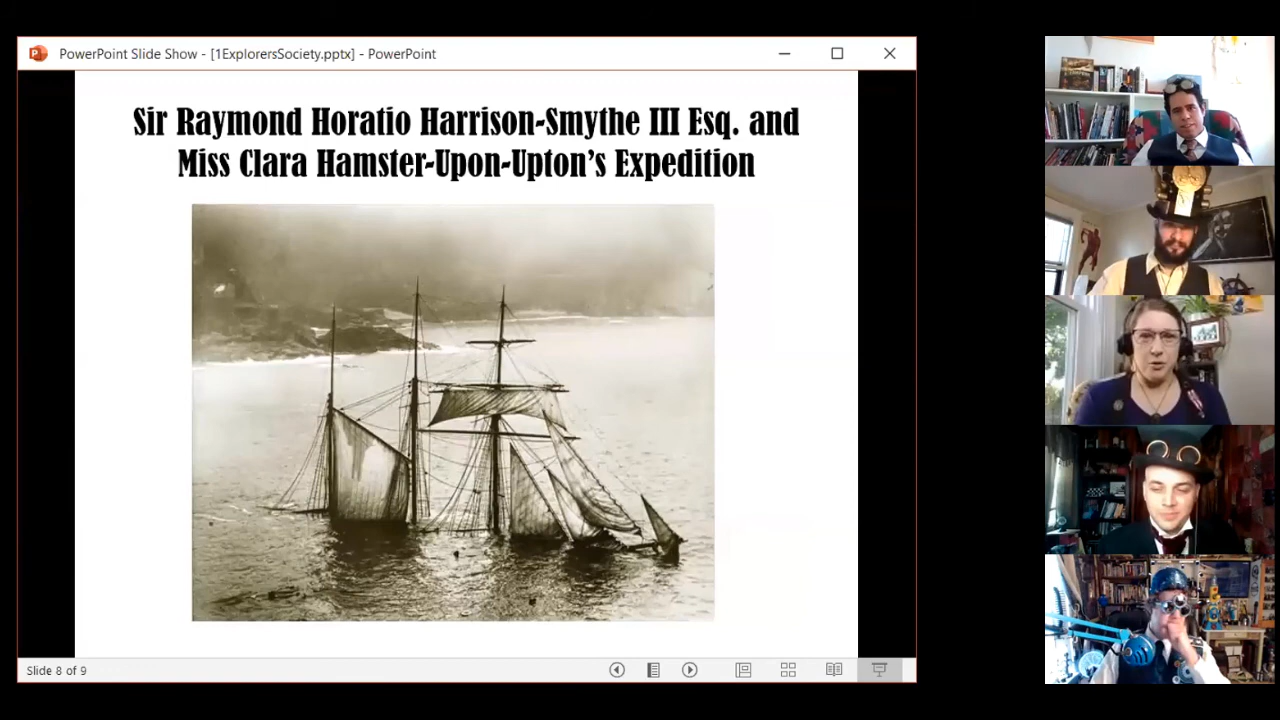 PowerPoint Slide Show - [1ExplorersSociety.pptx] - PowerPoint
Sir Raymond Horatio Harrison-Smythe III Esq. and
Miss Clara Hamster-Upon-Upton's Expedition
Slide 8 of 9